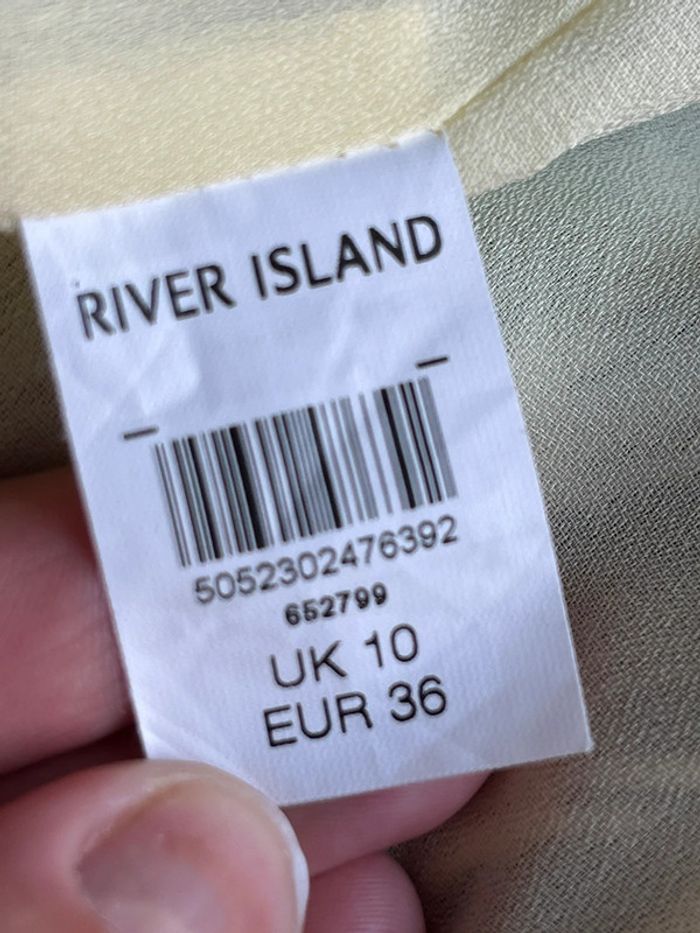 RIVER ISLAND
5052302476392
652799
UK 10
EUR 36